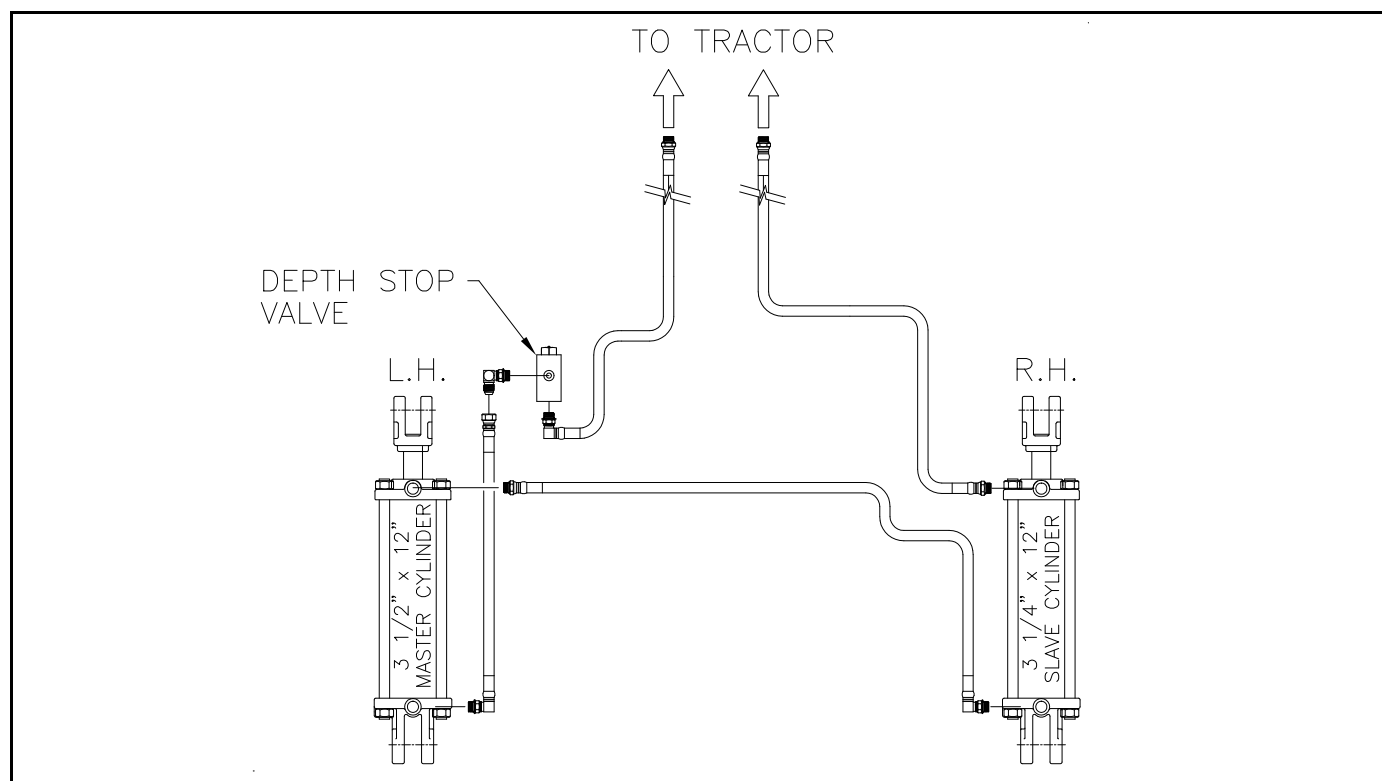 TO TRACTOR
DEPTH STOP
VALVE
L.H.
R.H.
3 1/2" x 12"
MASTER CYLINDER
3 1/4" x 12"
SLAVE CYLINDER